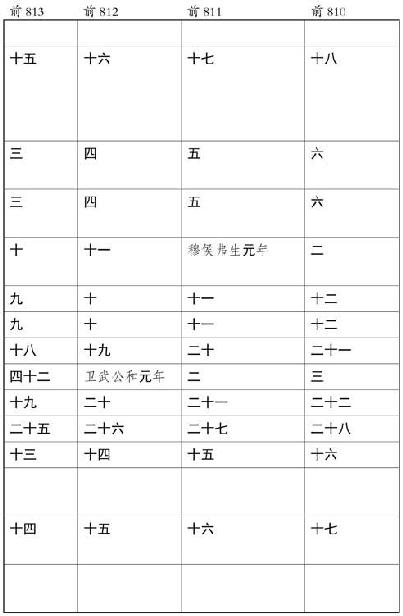 前813 前812 前811 前810
十五 十六 十七 十八
三 四 五 六
三 四 五 六
十 十一 穆侯弗生元年 二
九 十 十一 十二
九 十 十一 十二
十八 十九 二十 二十一
四十二 卫武公和元年 二 三
十九 二十 二十一 二十二
二十五 二十六 二十七 二十八
十三 十四 十五 十六
十四 十五 十六 十七